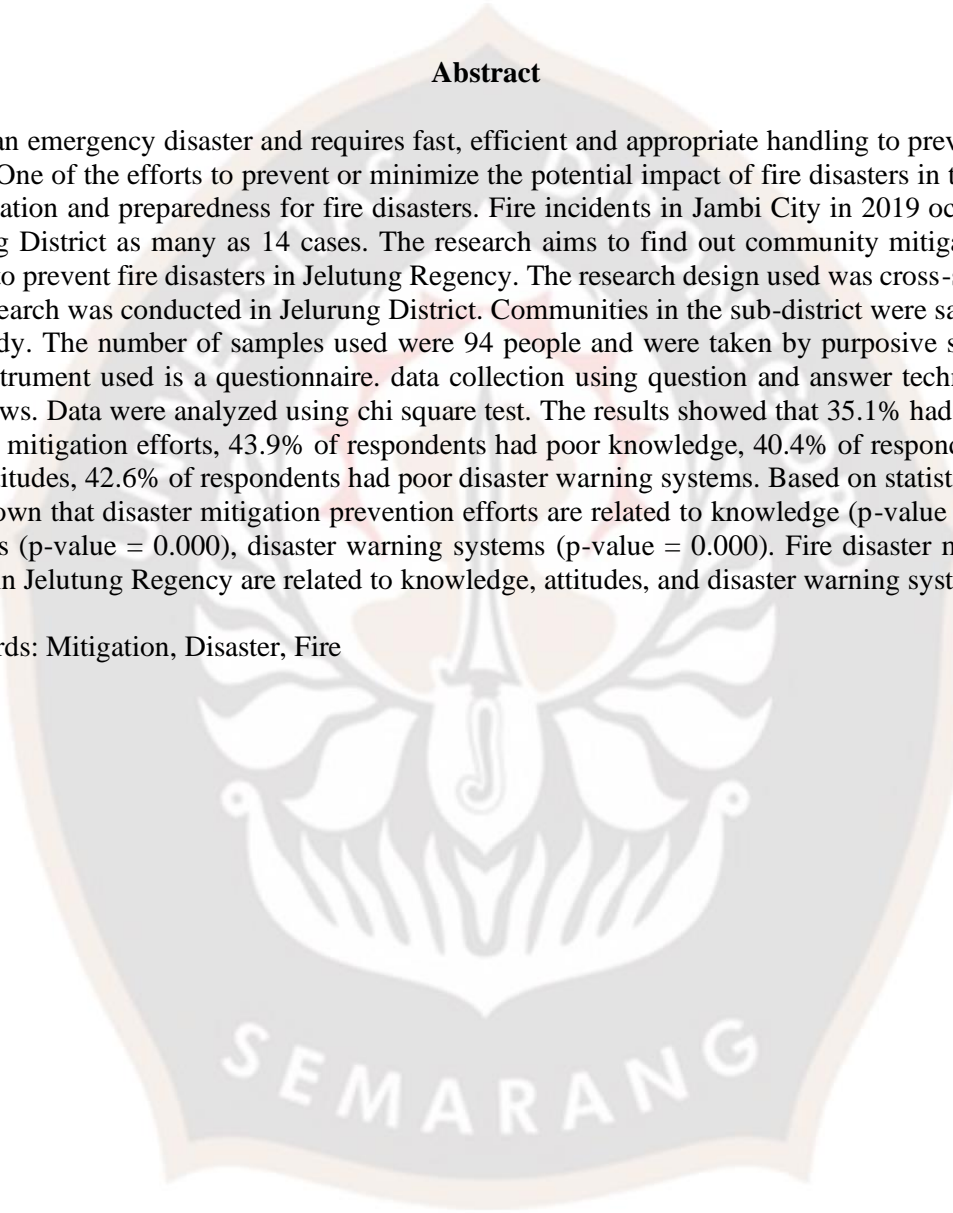 Abstract
an emergency disaster and requires fast, efficient and appropriate handling to prev
One of the efforts to prevent or minimize the potential impact of fire disasters in t
ation and preparedness for fire disasters. Fire incidents in Jambi City in 2019 oc
g District as many as 14 cases. The research aims to find out community mitiga
to prevent fire disasters in Jelutung Regency. The research design used was cross-s
earch was conducted in Jelurung District. Communities in the sub-district were sa
dy. The number of samples used were 94 people and were taken by purposive s
strument used is a questionnaire. data collection using question and answer techn
ws. Data were analyzed using chi square test. The results showed that 35.1% had
mitigation efforts, 43.9% of respondents had poor knowledge, 40.4% of respond
titudes, 42.6% of respondents had poor disaster warning systems. Based on statist
own that disaster mitigation prevention efforts are related to knowledge (p-value
s (p-value = 0.000), disaster warning systems (p-value = 0.000). Fire disaster m
in Jelutung Regency are related to knowledge, attitudes, and disaster warning syst
rds: Mitigation, Disaster, Fire
UNIVERSITAS DIPONEGORO
SEMARANG